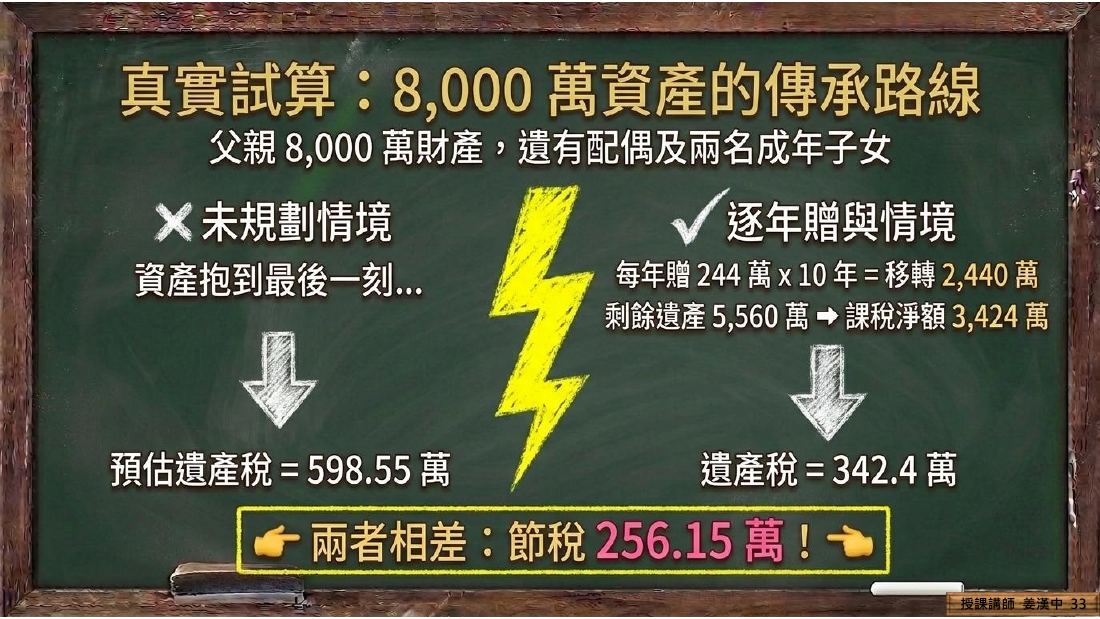 真實試算：8,000 萬資產的傳承路線
父親 8,000 萬財產，遺有配偶及兩名成年子女
未規劃情境
資產抱到最後一刻...
預估遺產稅 = 598.55 萬
逐年贈與情境
每年贈 244 萬 x 10 年 = 移轉 2,440 萬
剩餘遺產 5,560 萬 ➡ 課稅淨額 3,424 萬
遺產稅 = 342.4 萬
👉 兩者相差：節稅 256.15 萬！👈
授課講師 姜漢中 33